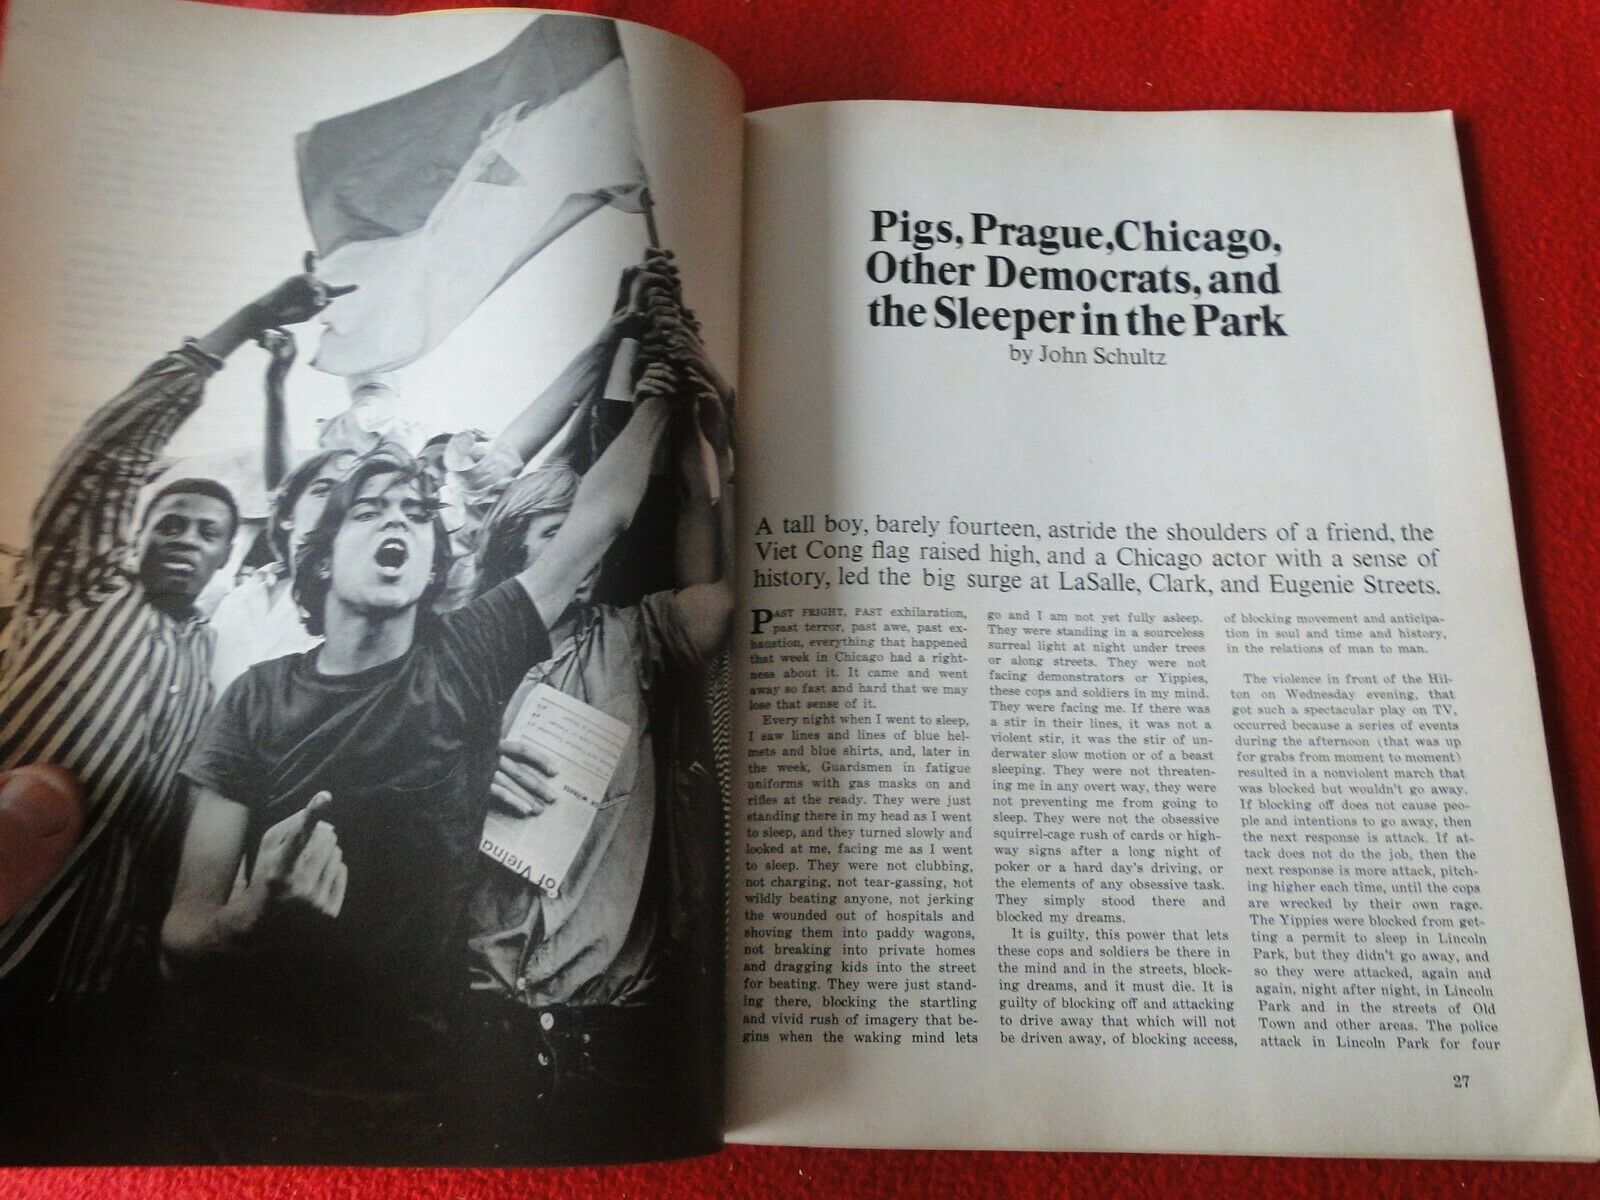 Pigs, Prague, Chicago,
Other Democrats, and
the Sleeper in the Park
by John Schultz
A tall boy, barely fourteen, astride the shoulders of a friend, the
Viet Cong flag raised high, and a Chicago actor with a sense of
history, led the big surge at LaSalle, Clark, and Eugenie Streets.
PAST FRIGHT, PAST exhilaration,
past terror, past awe, past ex-
haustion, everything that happened
that week in Chicago had a right-
ness about it. It came and went
away so fast and hard that we may
lose that sense of it.
Every night when I went to sleep,
I saw lines and lines of blue hel-
mets and blue shirts, and, later in
the week, Guardsmen in fatigue
uniforms with gas masks on and
rifles at the ready. They were just
standing there in my head as I went
to sleep, and they turned slowly and
looked at me, facing me as I went
to sleep. They were not clubbing,
not charging, not tear-gassing, not
wildly beating anyone, not jerking
the wounded out of hospitals and
shoving them into paddy wagons,
not breaking into private homes
and dragging kids into the street
for beating. They were just stand-
ing there, blocking the startling
and vivid rush of imagery that be-
gins when the waking mind lets
go and I am not yet fully asleep.
They were standing in a sourceless
surreal light at night under trees
or along streets. They were not
facing demonstrators or Yippies,
these cops and soldiers in my mind.
They were facing me. If there was
a stir in their lines, it was not a
violent stir, it was the stir of un-
derwater slow motion or of a beast
sleeping. They were not threaten-
ing me in any overt way, they were
not preventing me from going to
sleep. They were not the obsessive
squirrel-cage rush of cards or high-
way signs after a long night of
poker or a hard day's driving, or
the elements of any obsessive task.
They simply stood there and
blocked my dreams.
It is guilty, this power that lets
these cops and soldiers be there in
the mind and in the streets, block-
ing dreams, and it must die. It is
guilty of blocking off and attacking
to drive away that which will not
be driven away, of blocking access,
of blocking movement and anticipa-
tion in soul and time and history,
in the relations of man to man.
The violence in front of the Hil-
ton on Wednesday evening, that
got such a spectacular play on TV,
occurred because a series of events
during the afternoon (that was up
for grabs from moment to moment)
resulted in a nonviolent march that
was blocked but wouldn't go away.
If blocking off does not cause peo-
ple and intentions to go away, then
the next response is attack. If at-
tack does not do the job, then the
next response is more attack, pitch-
ing higher each time, until the cops
are wrecked by their own rage.
The Yippies were blocked from get-
ting a permit to sleep in Lincoln
Park, but they didn't go away, and
so they were attacked, again and
again, night after night, in Lincoln
Park and in the streets of Old
Town and other areas. The police
attack in Lincoln Park for four
27
of Vietna